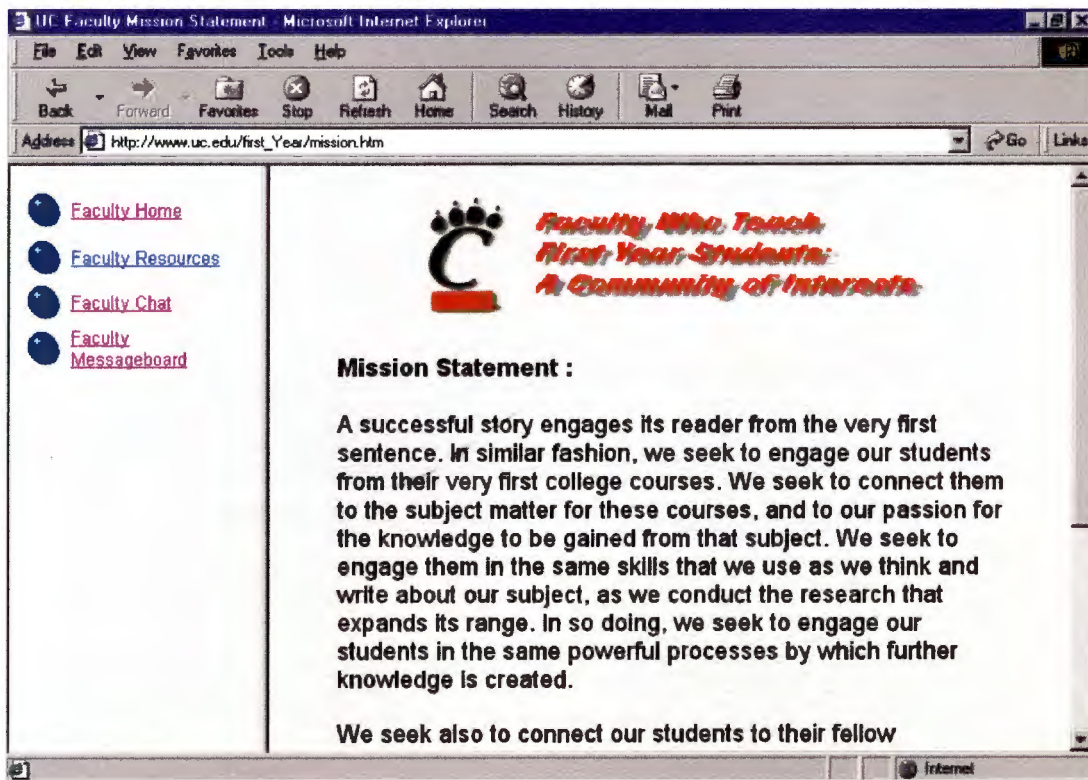 UC Faculty Mission Statement - Microsoft Internet Explorer
File Edit View Favorites Tools Help
Back Forward Favorites Stop Refresh Home Search History Mail Print
Address http://www.uc.edu/first_Year/mission.htm Go Links
Faculty Home
Faculty Resources
Faculty Chat
Faculty
Messageboard
C
Faculty Who Teach
First Year Students:
A Community of Interests
Mission Statement :
A successful story engages its reader from the very first
sentence. In similar fashion, we seek to engage our students
from their very first college courses. We seek to connect them
to the subject matter for these courses, and to our passion for
the knowledge to be gained from that subject. We seek to
engage them in the same skills that we use as we think and
write about our subject, as we conduct the research that
expands its range. In so doing, we seek to engage our
students in the same powerful processes by which further
knowledge is created.
We seek also to connect our students to their fellow
Internet